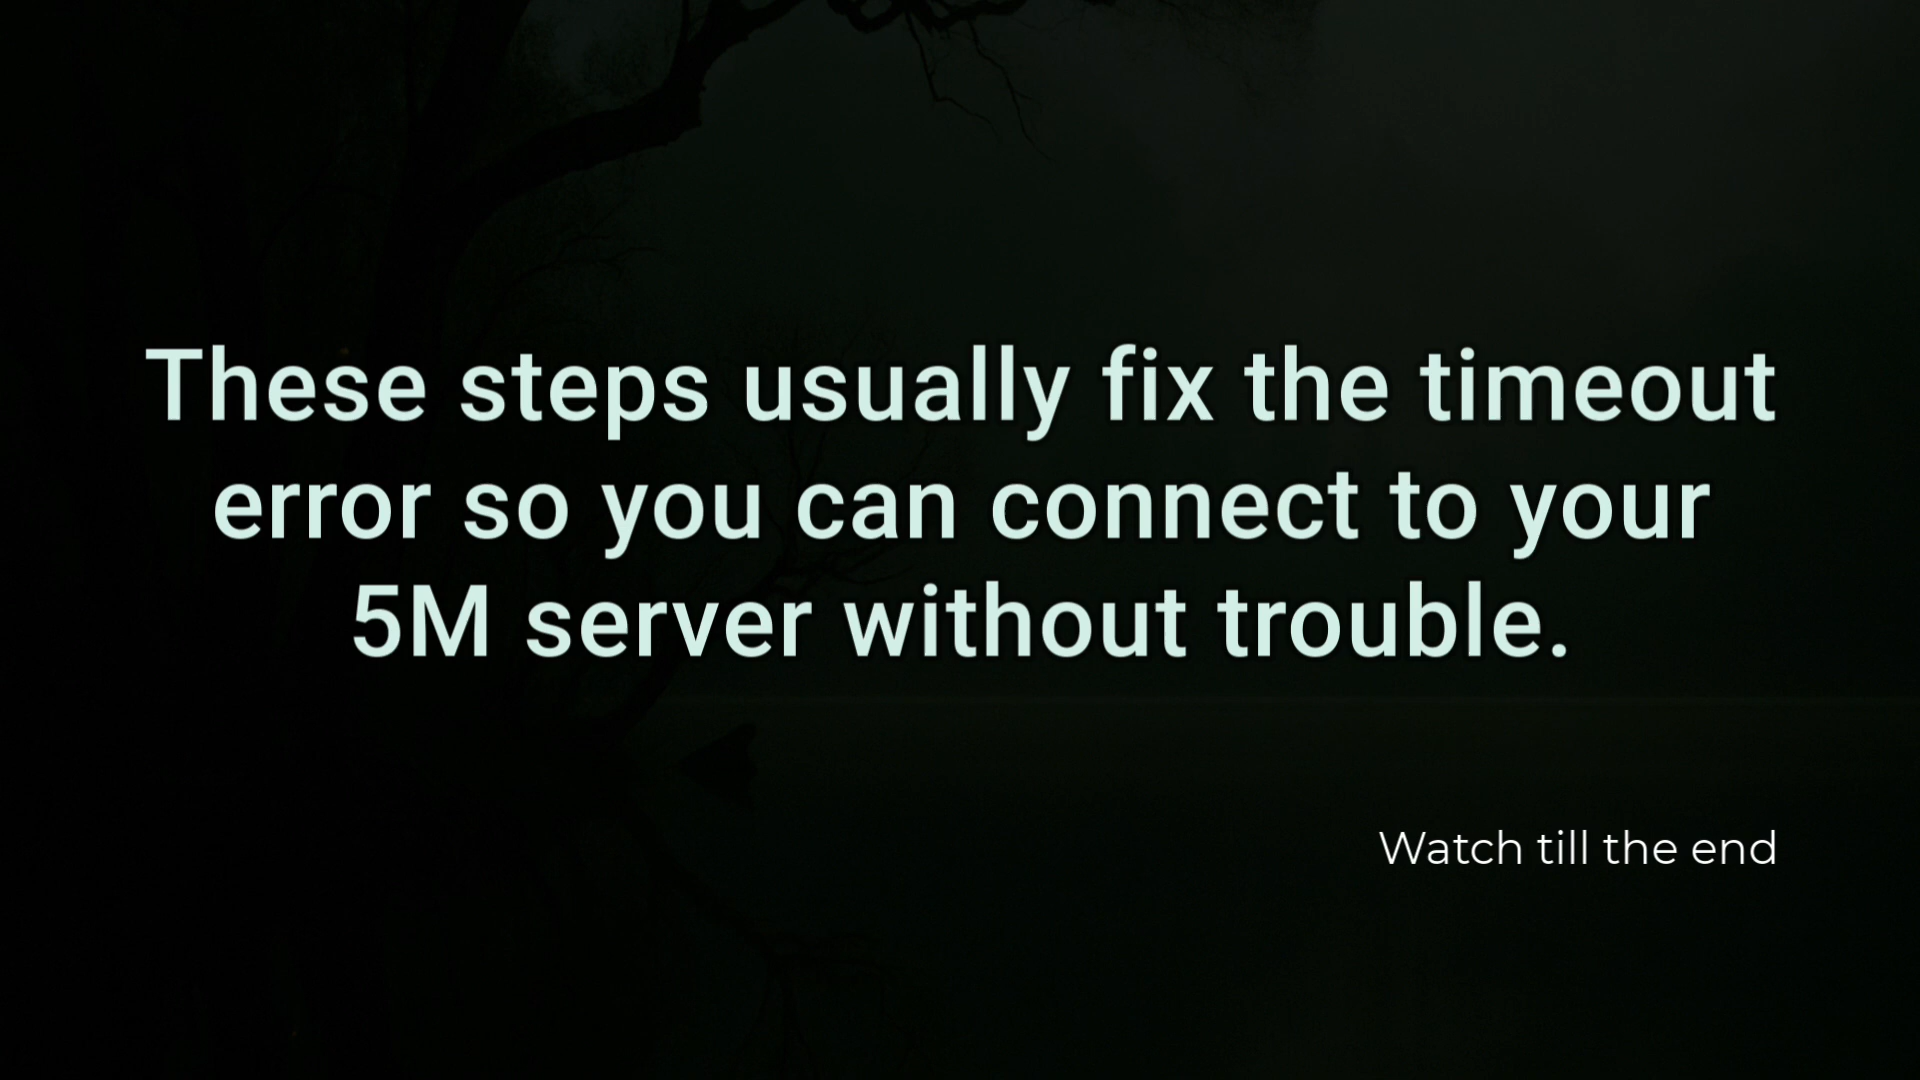 These steps usually fix the timeout
error so you can connect to your
5M server without trouble.
Watch till the end